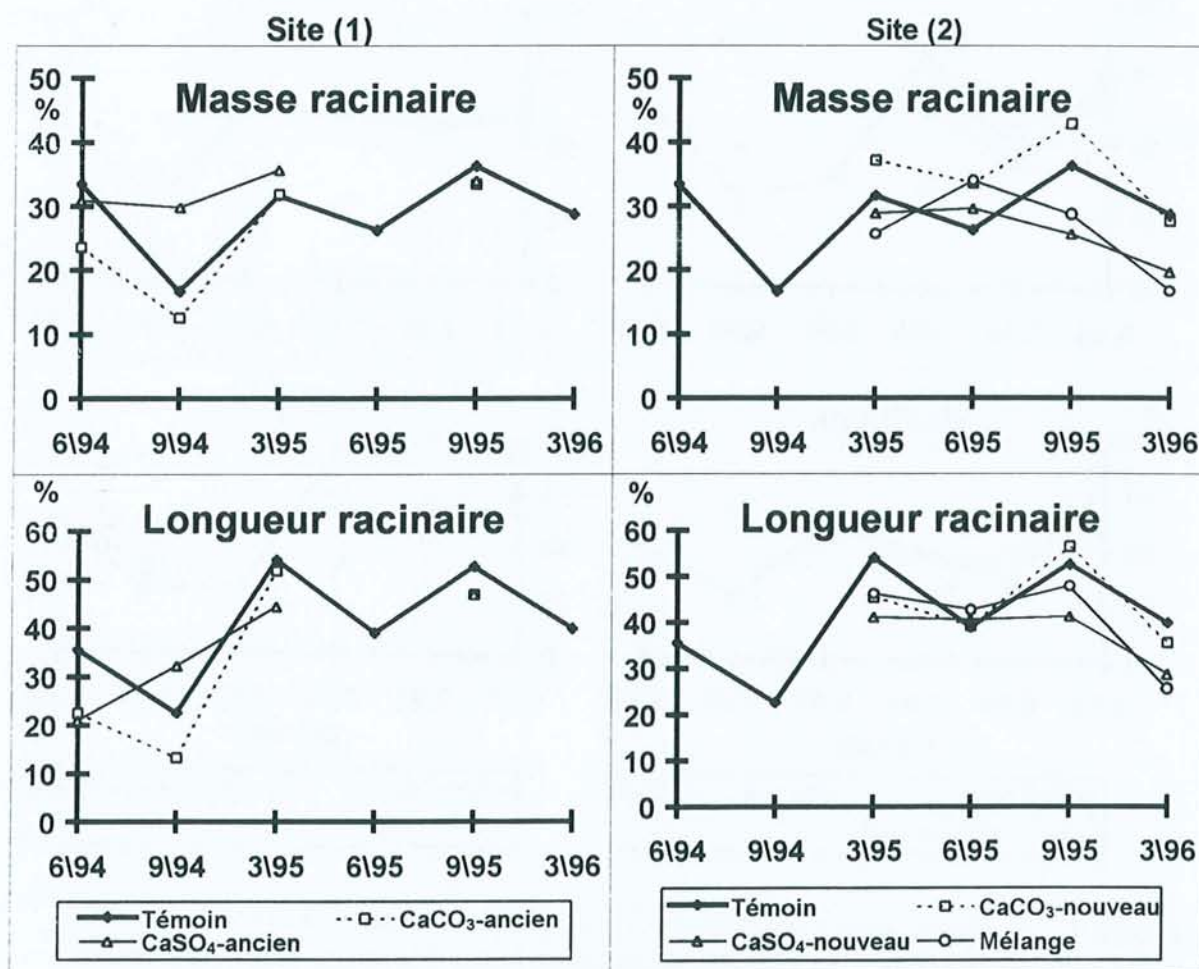 Site (1)
Site (2)
50
%
Masse racinaire
40
30
20
10
0
6\94 9\94 3\95 6\95 9\95 3\96
50
%
Masse racinaire
40
30
20
10
0
6\94 9\94 3\95 6\95 9\95 3\96
%
60
Longueur racinaire
50
40
30
20
10
0
6\94 9\94 3\95 6\95 9\95 3\96
Témoin
CaCO₃-ancien
CaSO₄-ancien
%
60
Longueur racinaire
50
40
30
20
10
0
6\94 9\94 3\95 6\95 9\95 3\96
Témoin
CaCO₃-nouveau
CaSO₄-nouveau
Mélange